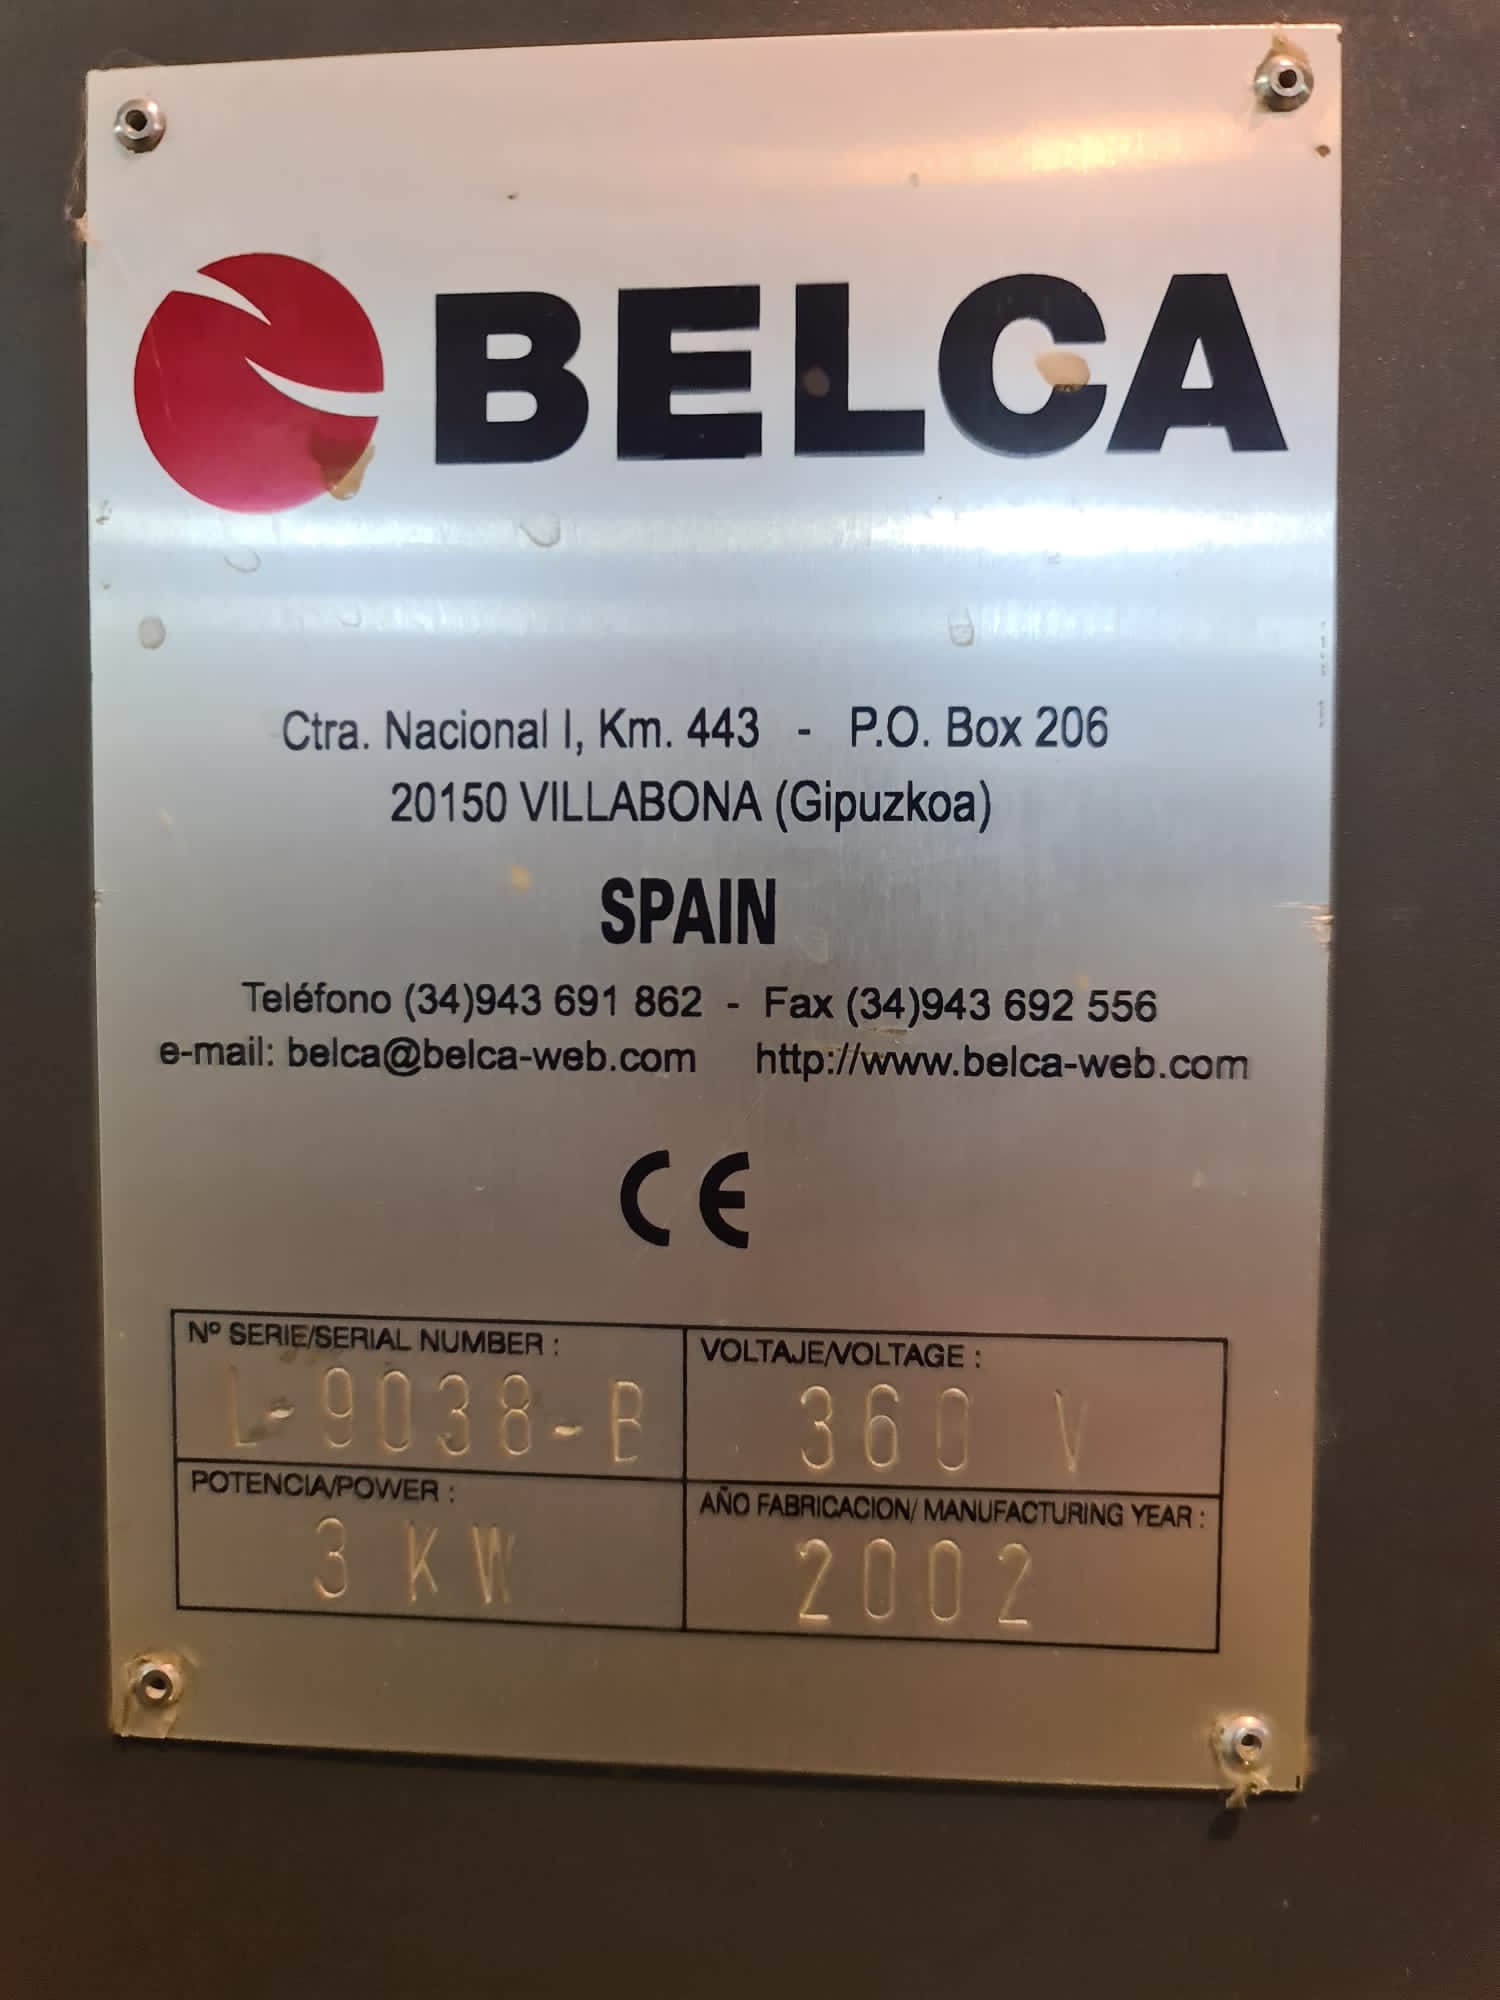 BELCA
Ctra. Nacional I, Km. 443 - P.O. Box 206
20150 VILLABONA (Gipuzkoa)
SPAIN
Teléfono (34)943 691 862 - Fax (34)943 692 556
e-mail: belca@belca-web.com http://www.belca-web.com
CE
Nº SERIE/SERIAL NUMBER :
L-9038-B
VOLTAJE/VOLTAGE :
360 V
POTENCIA/POWER :
3 KW
AÑO FABRICACION/ MANUFACTURING YEAR :
2002